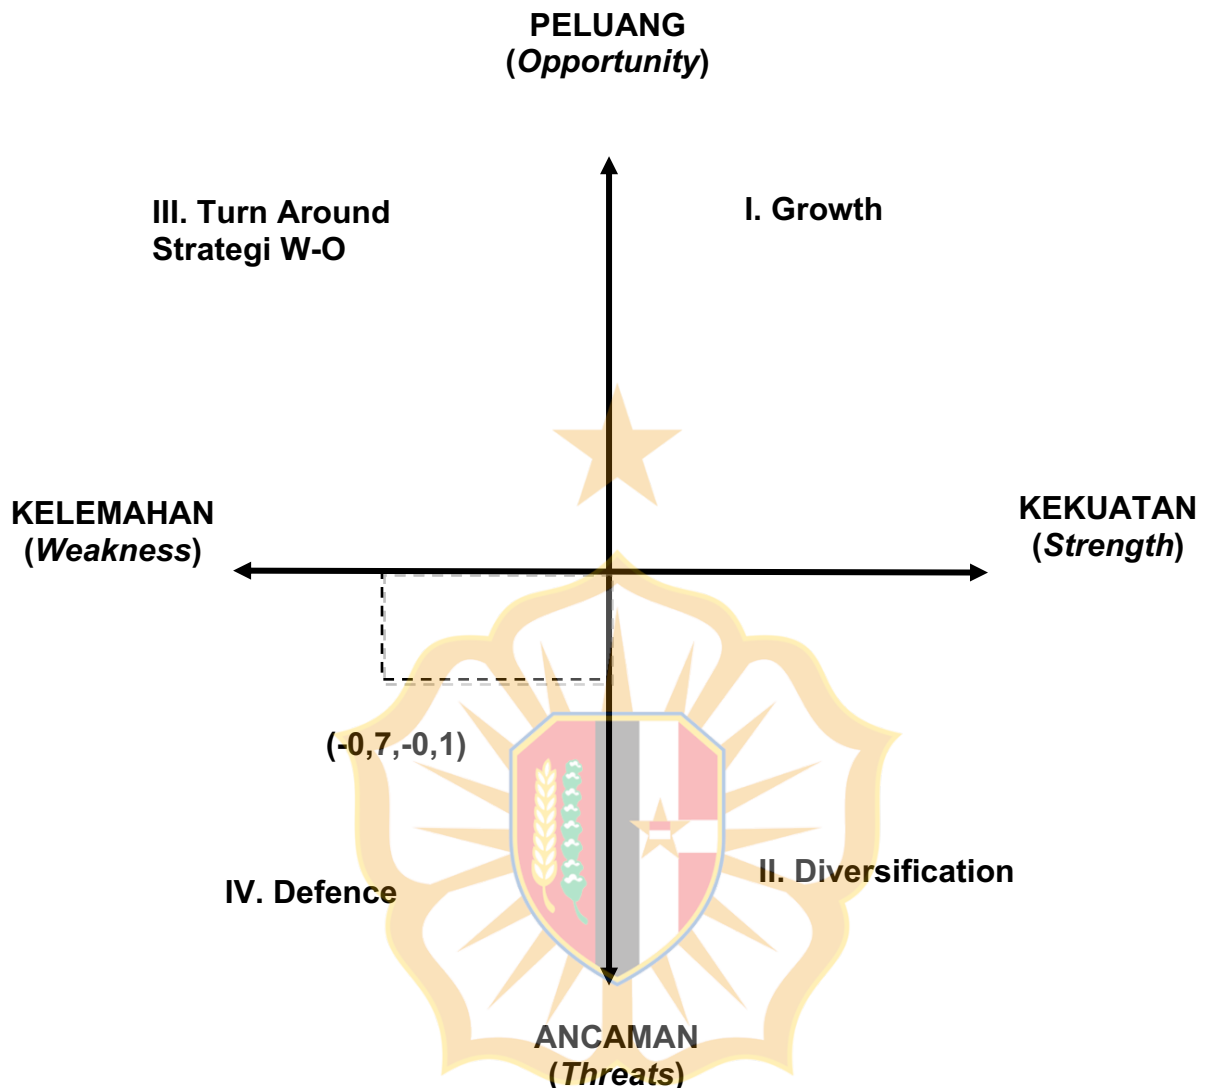 PELUANG
(Opportunity)
III. Turn Around
Strategi W-O
I. Growth
KELEMAHAN
(Weakness)
KEKUATAN
(Strength)
(-0,7,-0,1)
IV. Defence
II. Diversification
ANCAMAN
(Threats)